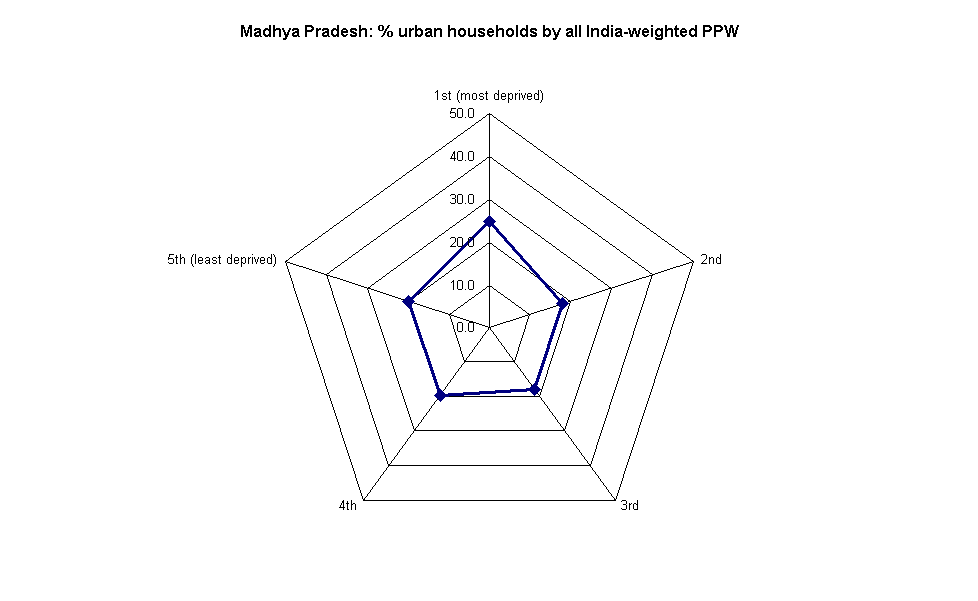 Madhya Pradesh: % urban households by all India-weighted PPW
1st (most deprived)
50.0
40.0
30.0
20.0
10.0
0.0
5th (least deprived)
2nd
4th
3rd